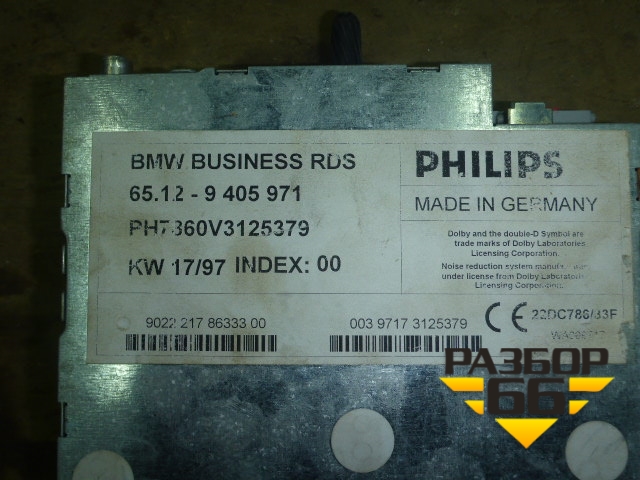 BMW BUSINESS RDS
65.12 - 9 405 971
PH7860V3125379
KW 17/97 INDEX: 00
9022 217 86333 00
003 9717 3125379
PHILIPS
MADE IN GERMANY
Dolby and the double-D Symbol are
trade marks of Dolby Laboratories
Licensing Corporation.
Noise reduction system manufactured
under license from Dolby Laboratories
Licensing Corporation.
CE 22DC786/83F
РАЗБОР
66